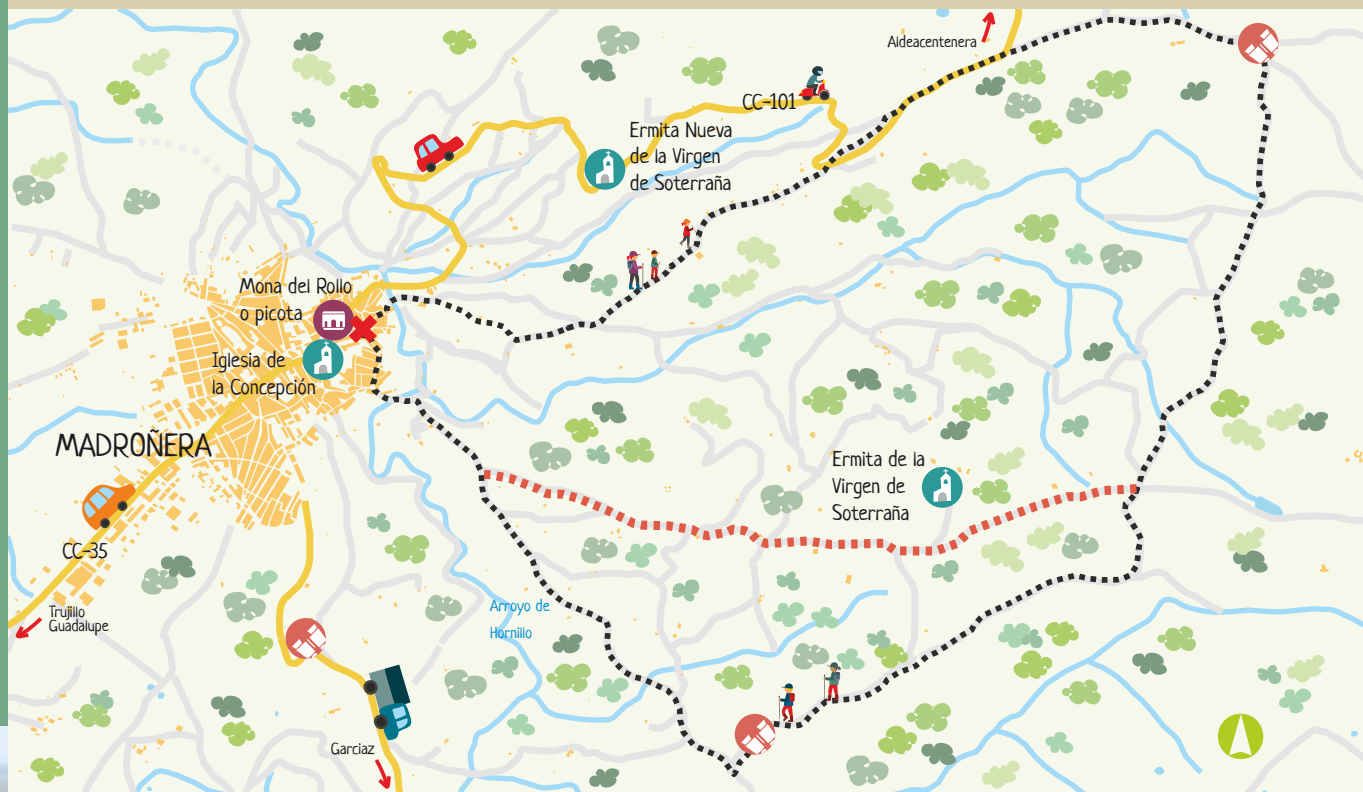 Aldeacentenera
CC-101
Ermita Nueva
de la Virgen
de Soterraña
Mona del Rollo
o picota
Iglesia de
la Concepción
MADROÑERA
Ermita de la
Virgen de
Soterraña
CC-35
Trujillo
Guadalupe
Arroyo de
Hornillo
Garciaz